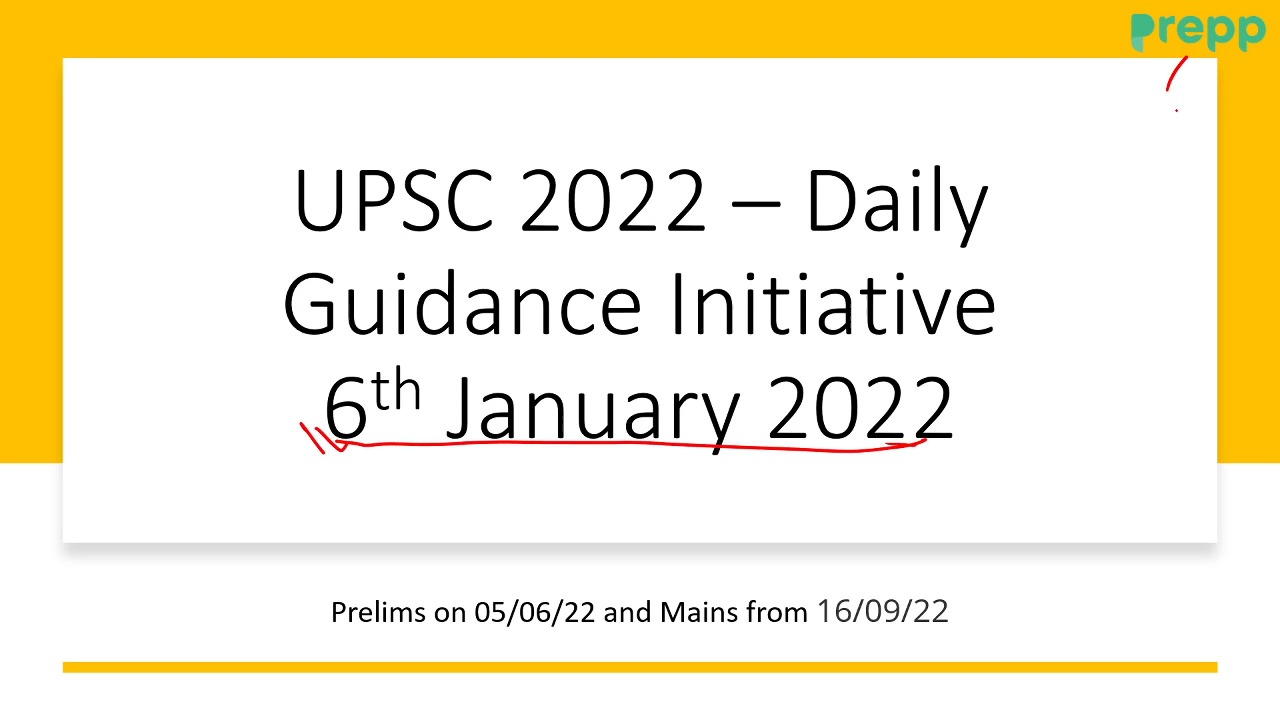 Prepp
UPSC 2022 – Daily
Guidance Initiative
6th January 2022
Prelims on 05/06/22 and Mains from 16/09/22